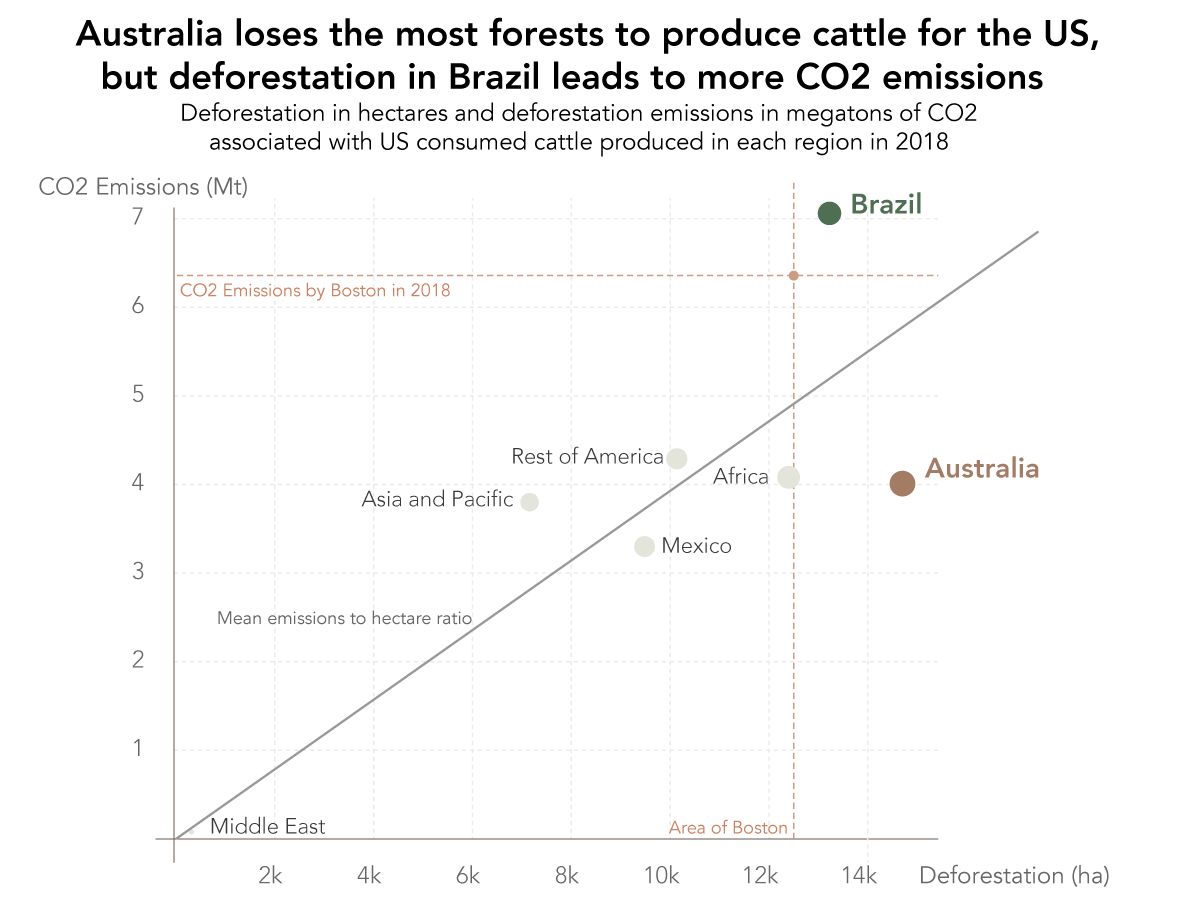 Australia loses the most forests to produce cattle for the US,
but deforestation in Brazil leads to more CO2 emissions
Deforestation in hectares and deforestation emissions in megatons of CO2
associated with US consumed cattle produced in each region in 2018
CO2 Emissions (Mt)
7
Brazil
CO2 Emissions by Boston in 2018
6
5
Rest of America
Australia
Africa
4
Asia and Pacific
Mexico
3
Mean emissions to hectare ratio
2
1
Middle East
Area of Boston
2k
4k
6k
8k
10k
12k
14k
Deforestation (ha)